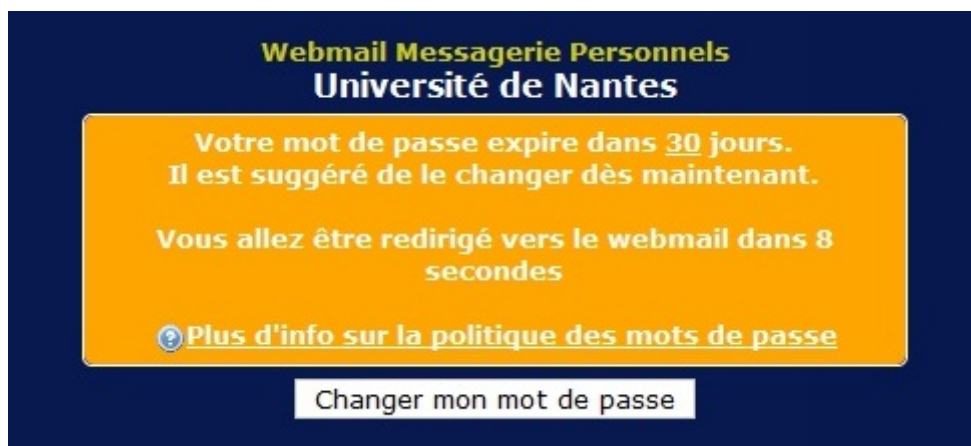 Webmail Messagerie Personnels
Université de Nantes
Votre mot de passe expire dans 30 jours.
Il est suggéré de le changer dès maintenant.
Vous allez être redirigé vers le webmail dans 8
secondes
Plus d'info sur la politique des mots de passe
Changer mon mot de passe